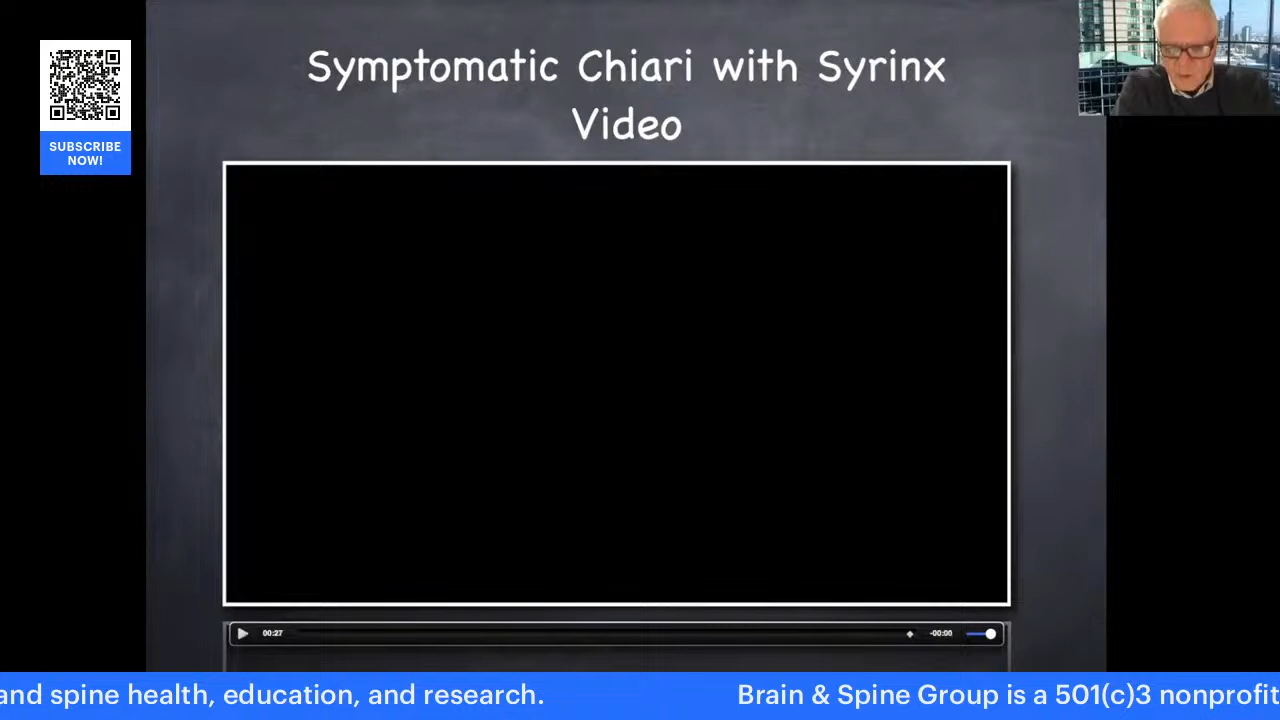 Symptomatic Chiari with Syrinx
Video
SUBSCRIBE
NOW!
00:27
-00:00
and spine health, education, and research.
Brain & Spine Group is a 501(c)3 nonprofit